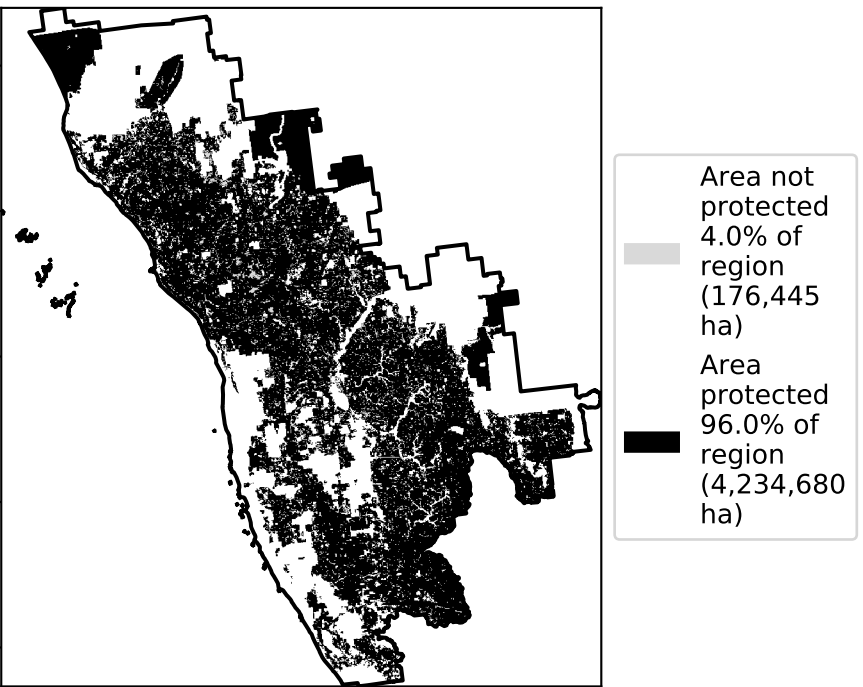 Area not
protected
4.0% of
region
(176,445
ha)
Area
protected
96.0% of
region
(4,234,680
ha)